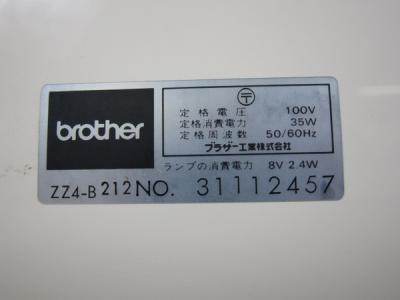 brother
〒
定格電圧 100V
定格消費電力 35W
定格周波数 50/60Hz
ブラザー工業株式会社
ランプの消費電力 8V 2.4W
ZZ4-B212 NO. 31112457